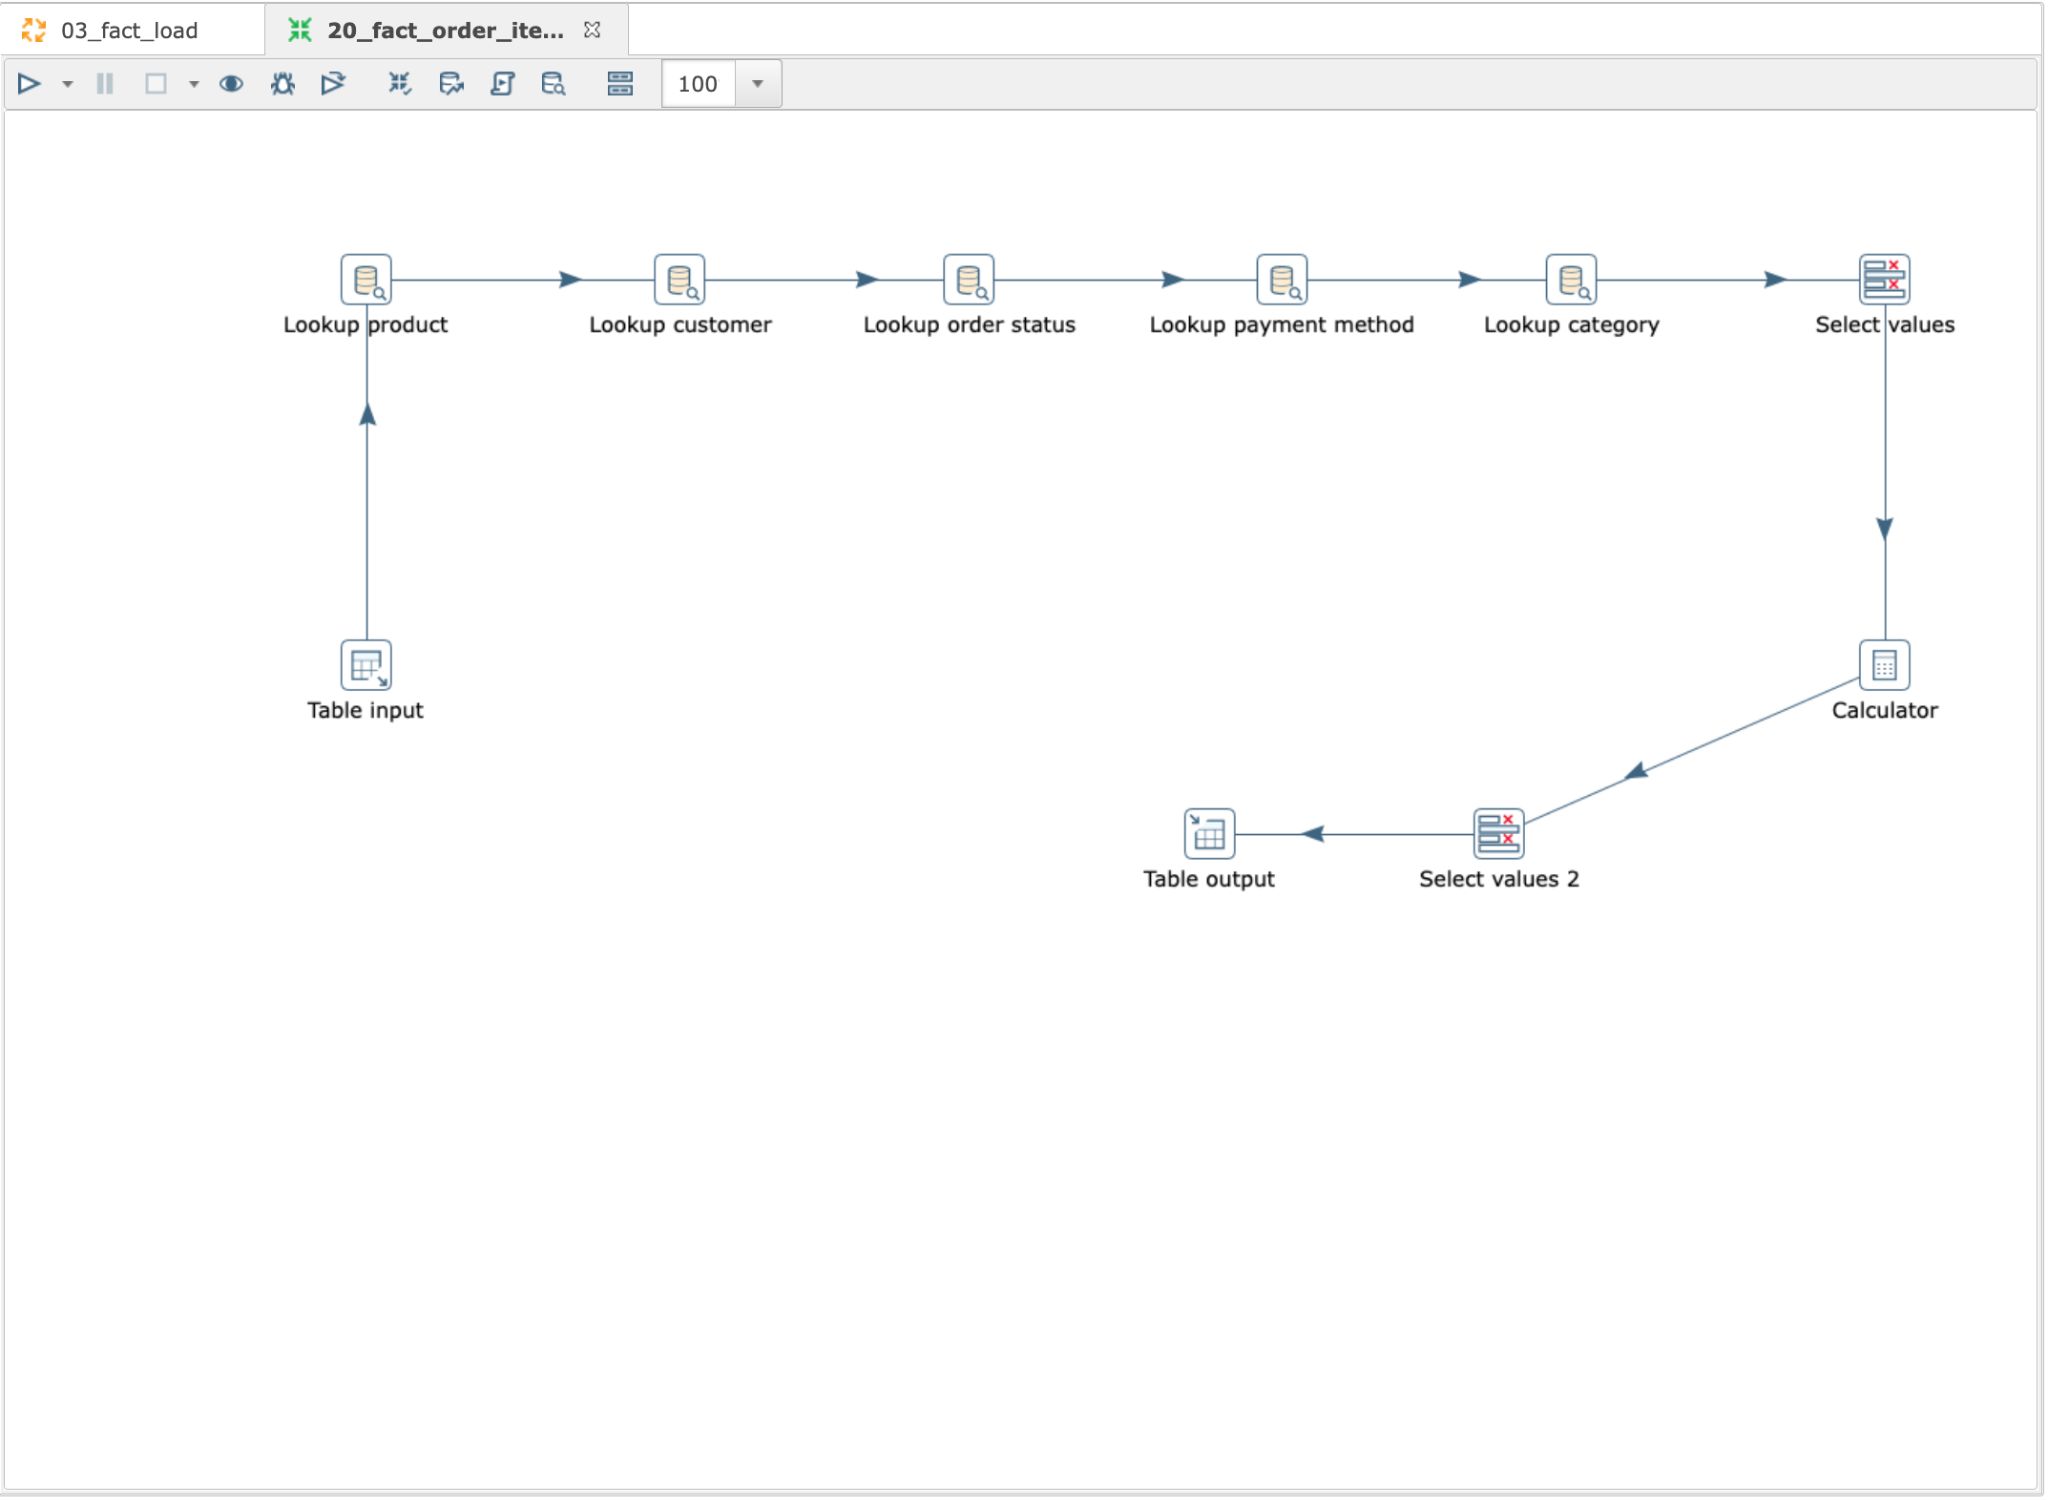 03_fact_load
20_fact_order_ite...
100
Lookup product
Lookup customer
Lookup order status
Lookup payment method
Lookup category
Select values
Table input
Calculator
Table output
Select values 2